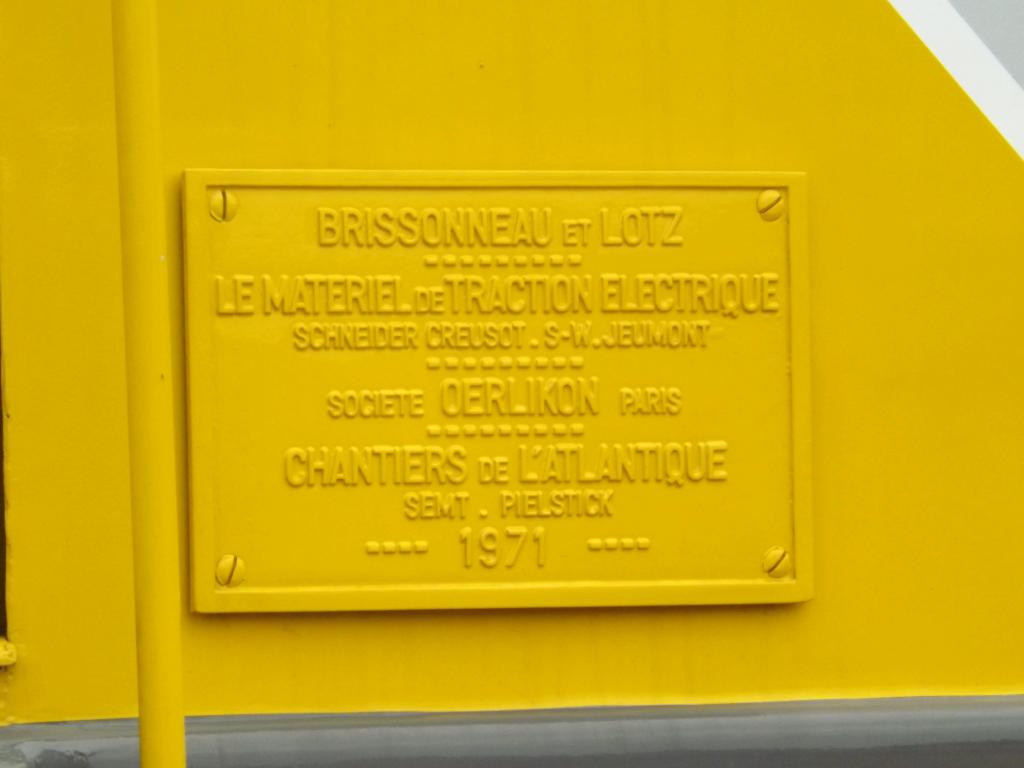 BRISSONNEAU ET LOTZ
LE MATERIEL DE TRACTION ELECTRIQUE
SCHNEIDER CREUSOT . S-W. JEUMONT
SOCIETE OERLIKON PARIS
CHANTIERS DE L'ATLANTIQUE
SEMT . PIELSTICK
---- 1971 ----